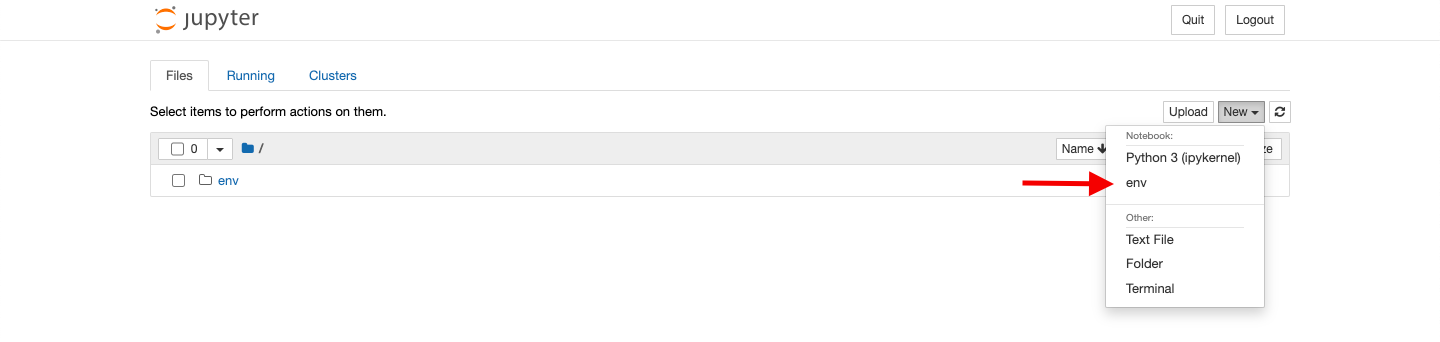 jupyter
Quit Logout
Files Running Clusters
Select items to perform actions on them.
Upload New
Notebook:
0 / Name
Python 3 (ipykernel)
env
env
Other:
Text File
Folder
Terminal